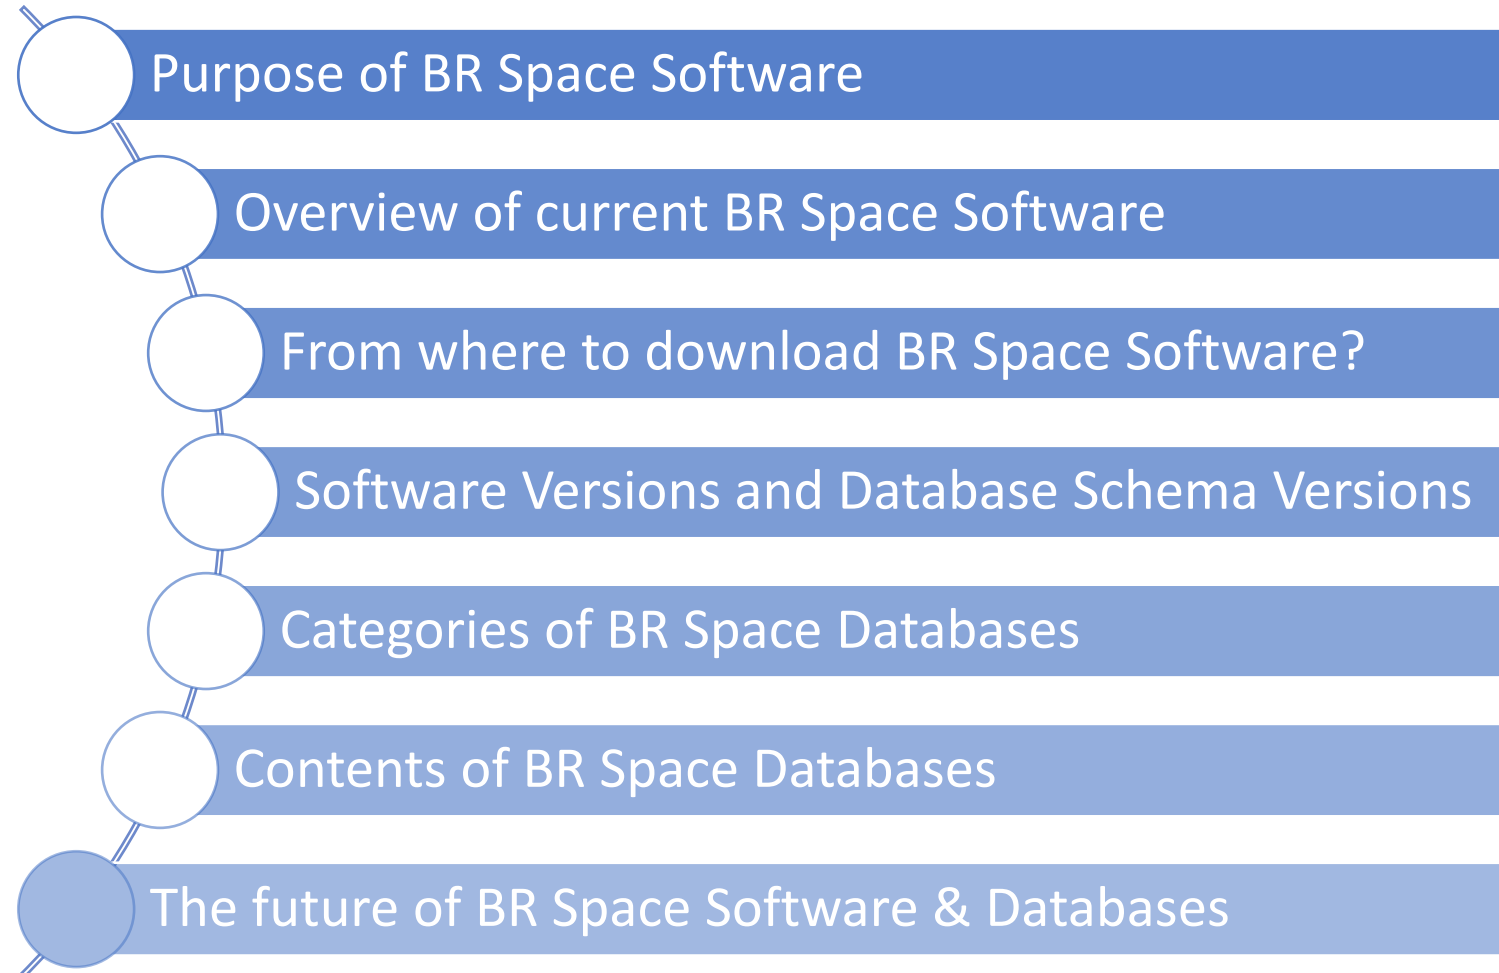 Purpose of BR Space Software
Overview of current BR Space Software
From where to download BR Space Software?
Software Versions and Database Schema Versions
Categories of BR Space Databases
Contents of BR Space Databases
The future of BR Space Software & Databases